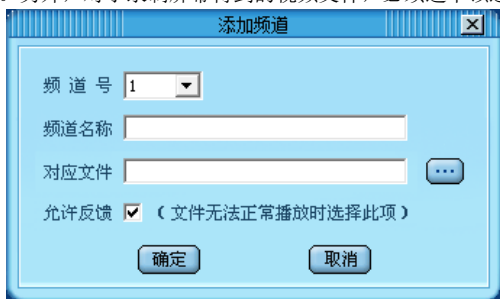 添加频道
频 道 号 1
频道名称
对应文件 ...
允许反馈 （文件无法正常播放时选择此项）
确定 取消